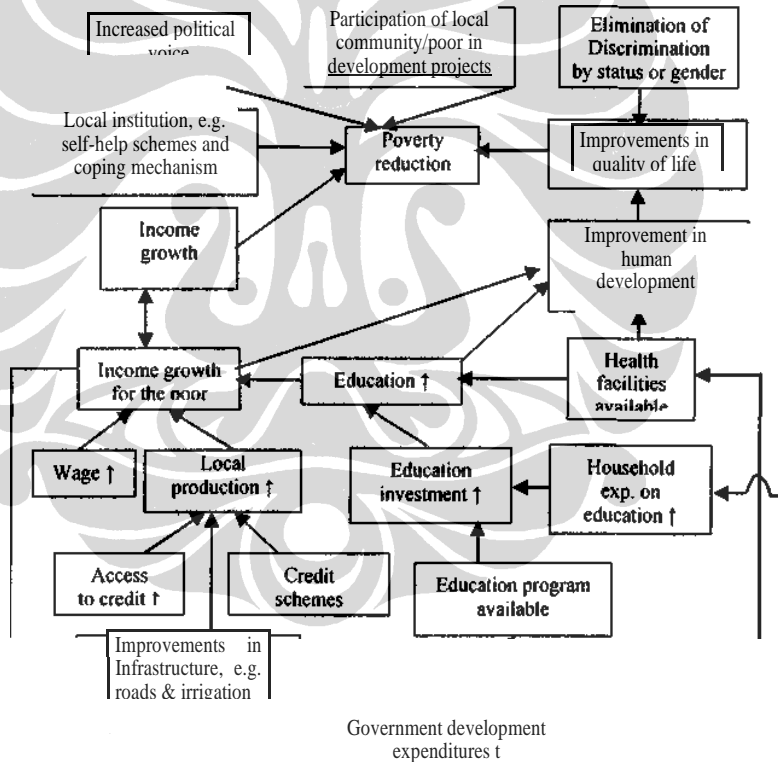 Increased political
voice
Participation of local
community/poor in
development projects
Elimination of
Discrimination
by status or gender
Local institution, e.g.
self-help schemes and
coping mechanism
Poverty
reduction
Improvements in
quality of life
Income
growth
Improvement in
human
development
Income growth
for the poor
Education ↑
Health
facilities
available
Wage ↑
Local
production ↑
Education
investment ↑
Household
exp. on
education ↑
Access
to credit ↑
Credit
schemes
Education program
available
Improvements in
Infrastructure, e.g.
roads & irrigation
Government development
expenditures t